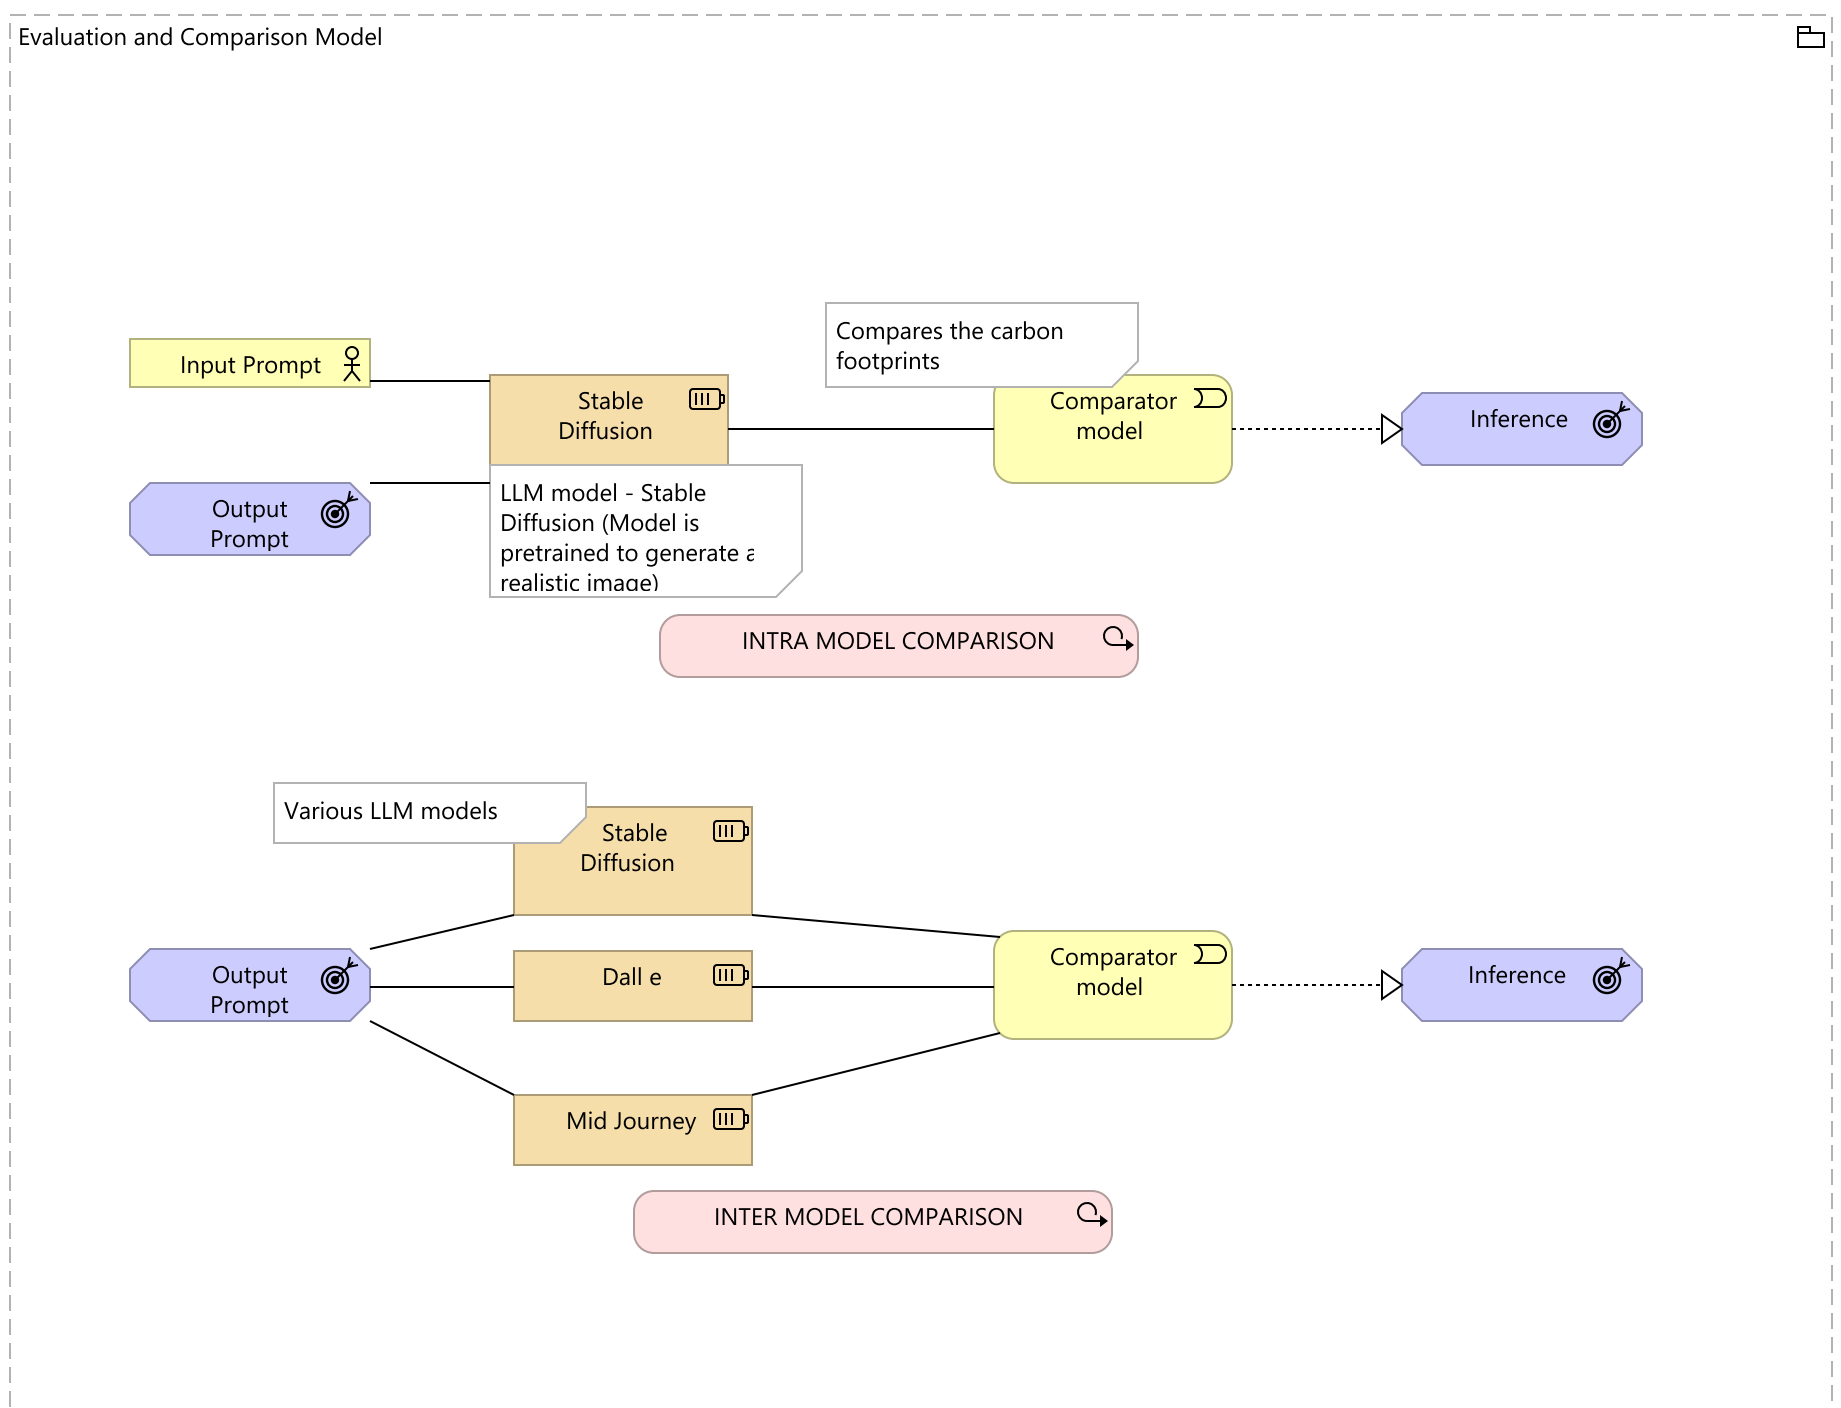 Evaluation and Comparison Model
Compares the carbon
footprints
Input Prompt
Stable
Diffusion
Comparator
model
Inference
Output
Prompt
LLM model - Stable
Diffusion (Model is
pretrained to generate a
realistic image)
INTRA MODEL COMPARISON
Various LLM models
Stable
Diffusion
Output
Prompt
Dall e
Comparator
model
Inference
Mid Journey
INTER MODEL COMPARISON